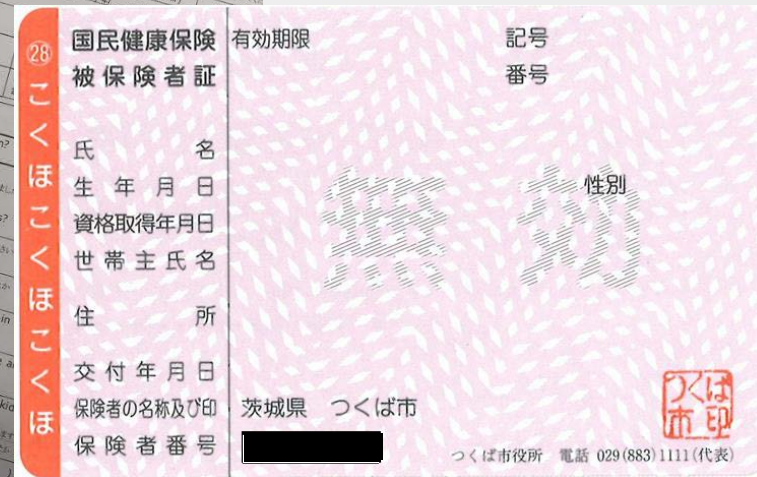 ㉘ こくほこくほこくほ
国民健康保険 有効期限 記号
被保険者証 番号
氏名
生年月日 性別
資格取得年月日
世帯主氏名
無効
住所
交付年月日
保険者の名称及び印 茨城県 つくば市
つくば市印
保険者番号
つくば市役所 電話 029(883)1111(代表)